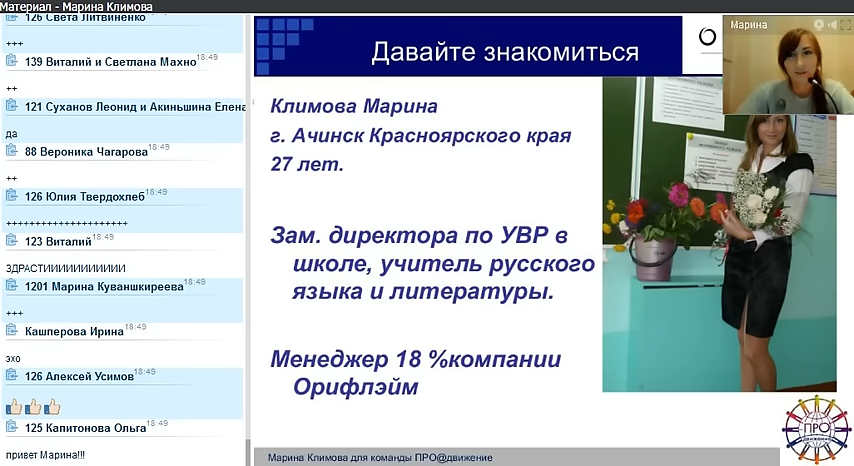 Материал - Марина Климова
126 Света Литвиненко
+++
139 Виталий и Светлана Махно 18:49
++
121 Суханов Леонид и Акиньшина Елена
да
88 Вероника Чагарова 18:49
++
126 Юлия Твердохлеб 18:49
+++++++++++++++++++++
123 Виталий 18:49
ЗДРАСТИИИИИИИИИИИ
1201 Марина Куваншкиреева 18:49
+++
Кашперова Ирина 18:49
эхо
126 Алексей Усимов 18:49
125 Капитонова Ольга 18:49
привет Марина!!!
Давайте знакомиться
Климова Марина
г. Ачинск Красноярского края
27 лет.
Зам. директора по УВР в
школе, учитель русского
языка и литературы.
Менеджер 18 %компании
Орифлэйм
Марина Климова для команды ПРО@движение
Марина
ПРО
движение